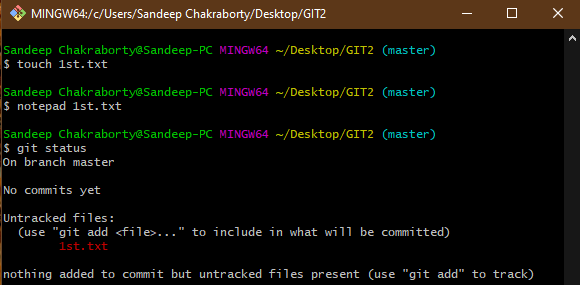 MINGW64:/c/Users/Sandeep Chakraborty/Desktop/GIT2
Sandeep Chakraborty@Sandeep-PC MINGW64 ~/Desktop/GIT2 (master)
$ touch 1st.txt
Sandeep Chakraborty@Sandeep-PC MINGW64 ~/Desktop/GIT2 (master)
$ notepad 1st.txt
Sandeep Chakraborty@Sandeep-PC MINGW64 ~/Desktop/GIT2 (master)
$ git status
On branch master
No commits yet
Untracked files:
(use "git add <file>..." to include in what will be committed)
1st.txt
nothing added to commit but untracked files present (use "git add" to track)